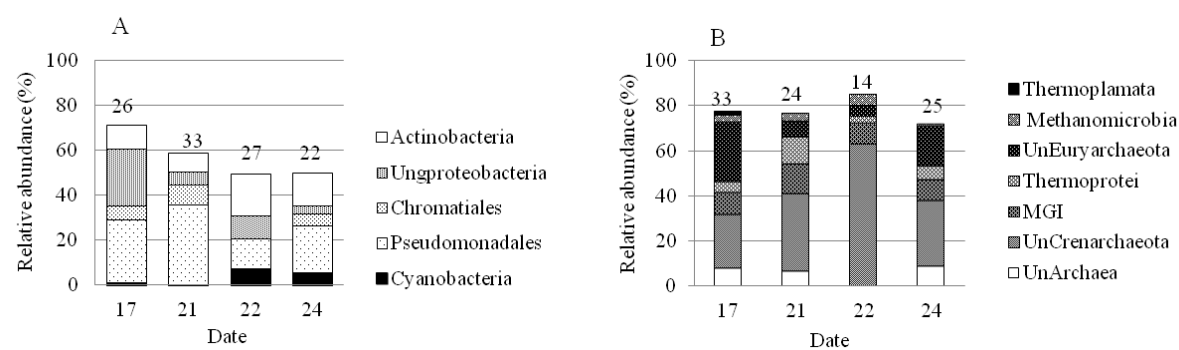 A
Relative abundance (%)
100
80
60
40
20
0
26
33
27
22
17
21
22
24
Date
Actinobacteria
Ungproteobacteria
Chromatiales
Pseudomonadales
Cyanobacteria
B
Relative abundance (%)
100
80
60
40
20
0
33
24
14
25
17
21
22
24
Date
Thermoplamata
Methanomicrobia
UnEuryarchaeota
Thermoprotei
MGI
UnCrenarchaeota
UnArchaea